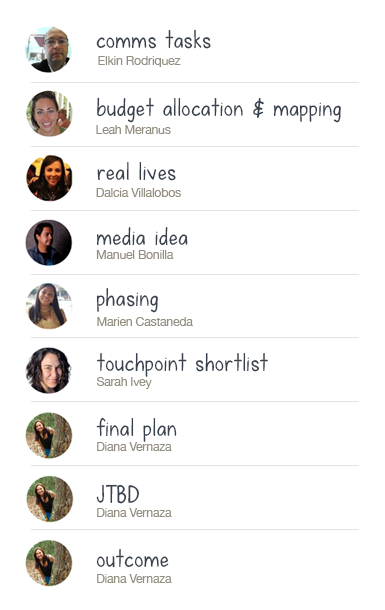 comms tasks
Elkin Rodriquez
budget allocation & mapping
Leah Meranus
real lives
Dalcia Villalobos
media idea
Manuel Bonilla
phasing
Marien Castaneda
touchpoint shortlist
Sarah Ivey
final plan
Diana Vernaza
JTBD
Diana Vernaza
outcome
Diana Vernaza